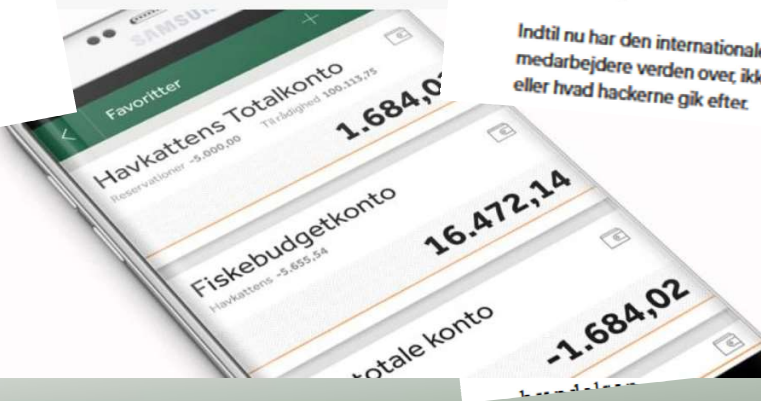 SAMSUNG
Favoritter
Havkattens Totalkonto
Reservationer -5.000,00 Til rådighed 100.113,75
1.684,0
Fiskebudgetkonto
Havkattens -5.655,54
16.472,14
totale konto
-1.684,02
Indtil nu har den internationale
medarbejdere verden over, ikk
eller hvad hackerne gik efter.